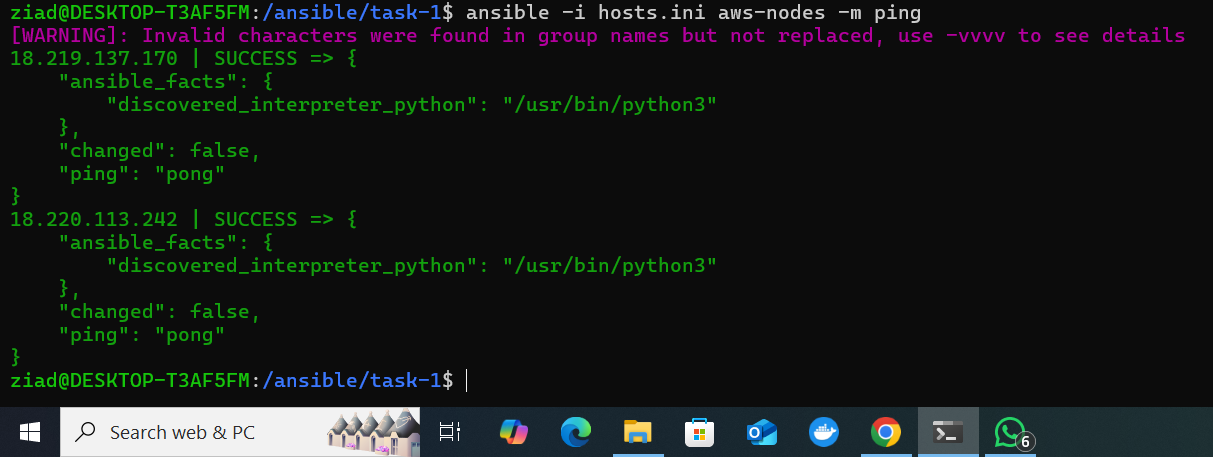 ziad@DESKTOP-T3AF5FM:/ansible/task-1$ ansible -i hosts.ini aws-nodes -m ping
[WARNING]: Invalid characters were found in group names but not replaced, use -vvvv to see details
18.219.137.170 | SUCCESS => {
    "ansible_facts": {
        "discovered_interpreter_python": "/usr/bin/python3"
    },
    "changed": false,
    "ping": "pong"
}
18.220.113.242 | SUCCESS => {
    "ansible_facts": {
        "discovered_interpreter_python": "/usr/bin/python3"
    },
    "changed": false,
    "ping": "pong"
}
ziad@DESKTOP-T3AF5FM:/ansible/task-1$
Search web & PC
6